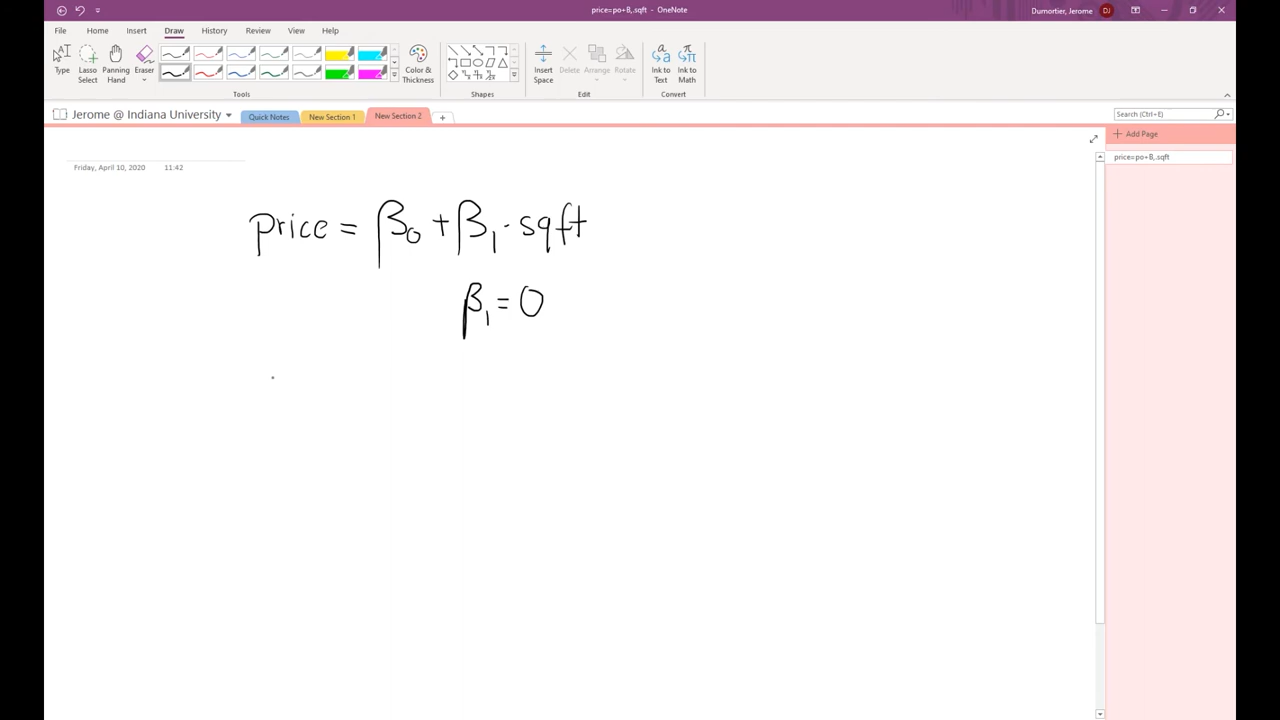 price=po+B,.sqft - OneNote
Dumortier, Jerome DJ
File Home Insert Draw History Review View Help
Type Lasso Select Panning Hand Eraser Color & Thickness Insert Space Delete Arrange Rotate Ink to Text Ink to Math
Tools Shapes Edit Convert
Jerome @ Indiana University Quick Notes New Section 1 New Section 2 Search (Ctrl+E)
Add Page
price=po+B,.sqft
Friday, April 10, 2020 11:42
price = β₀ + β₁ · sqft
β₁ = 0